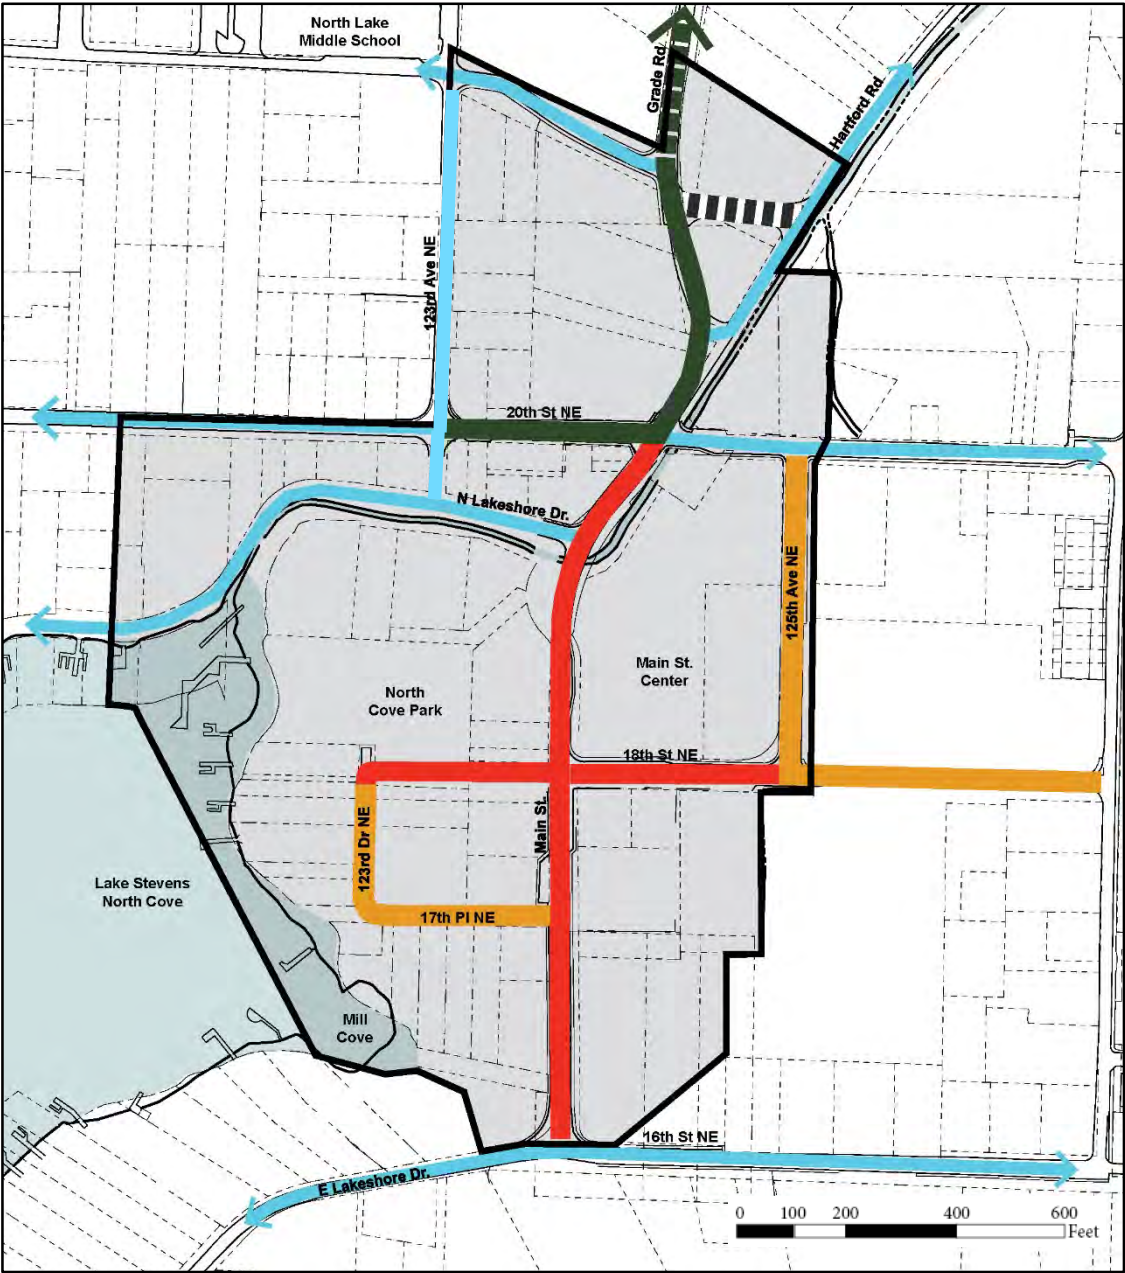 North Lake
Middle School
Grade Rd
Hartford Rd
123rd Ave NE
20th St NE
N Lakeshore Dr.
125th Ave NE
Main St.
Center
North
Cove Park
18th St NE
Main St.
123rd Dr NE
Lake Stevens
North Cove
17th Pl NE
Mill
Cove
16th St NE
E Lakeshore Dr.
0 100 200 400 600
Feet